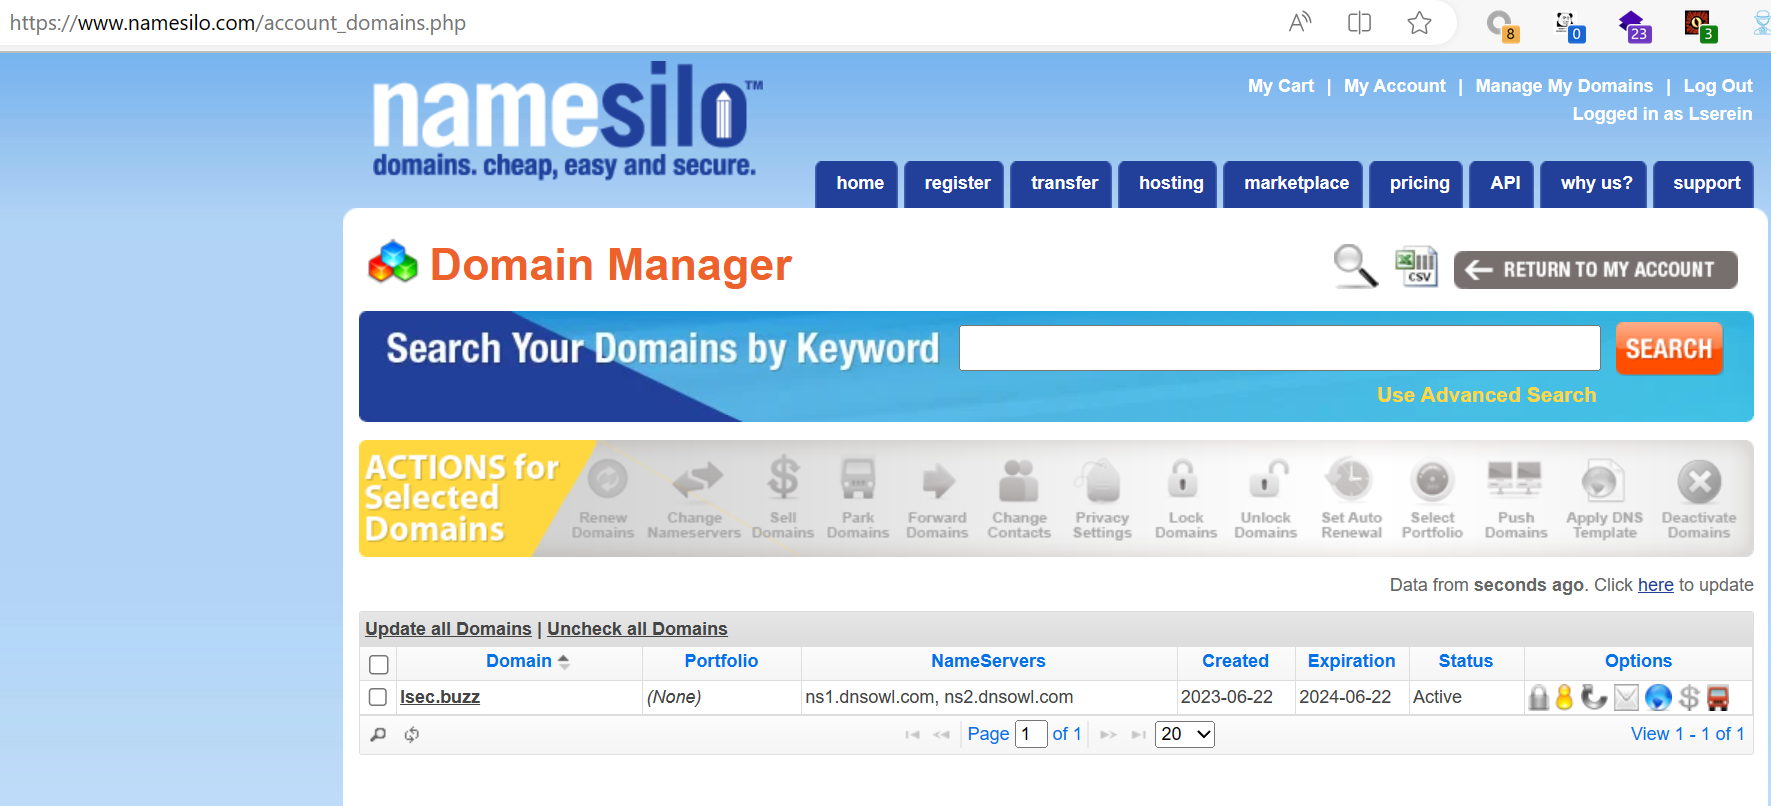 https://www.namesilo.com/account_domains.php
8
0
23
3
namesilo™
domains. cheap, easy and secure.
My Cart | My Account | Manage My Domains | Log Out
Logged in as Lserein
home register transfer hosting marketplace pricing API why us? support
Domain Manager
CSV
RETURN TO MY ACCOUNT
Search Your Domains by Keyword
SEARCH
Use Advanced Search
ACTIONS for
Selected
Domains
Renew
Domains
Change
Nameservers
Sell
Domains
Park
Domains
Forward
Domains
Change
Contacts
Privacy
Settings
Lock
Domains
Unlock
Domains
Set Auto
Renewal
Select
Portfolio
Push
Domains
Apply DNS
Template
Deactivate
Domains
Data from seconds ago. Click here to update
Update all Domains | Uncheck all Domains
Domain Portfolio NameServers Created Expiration Status Options
lsec.buzz (None) ns1.dnsowl.com, ns2.dnsowl.com 2023-06-22 2024-06-22 Active
Page 1 of 1 20 View 1 - 1 of 1